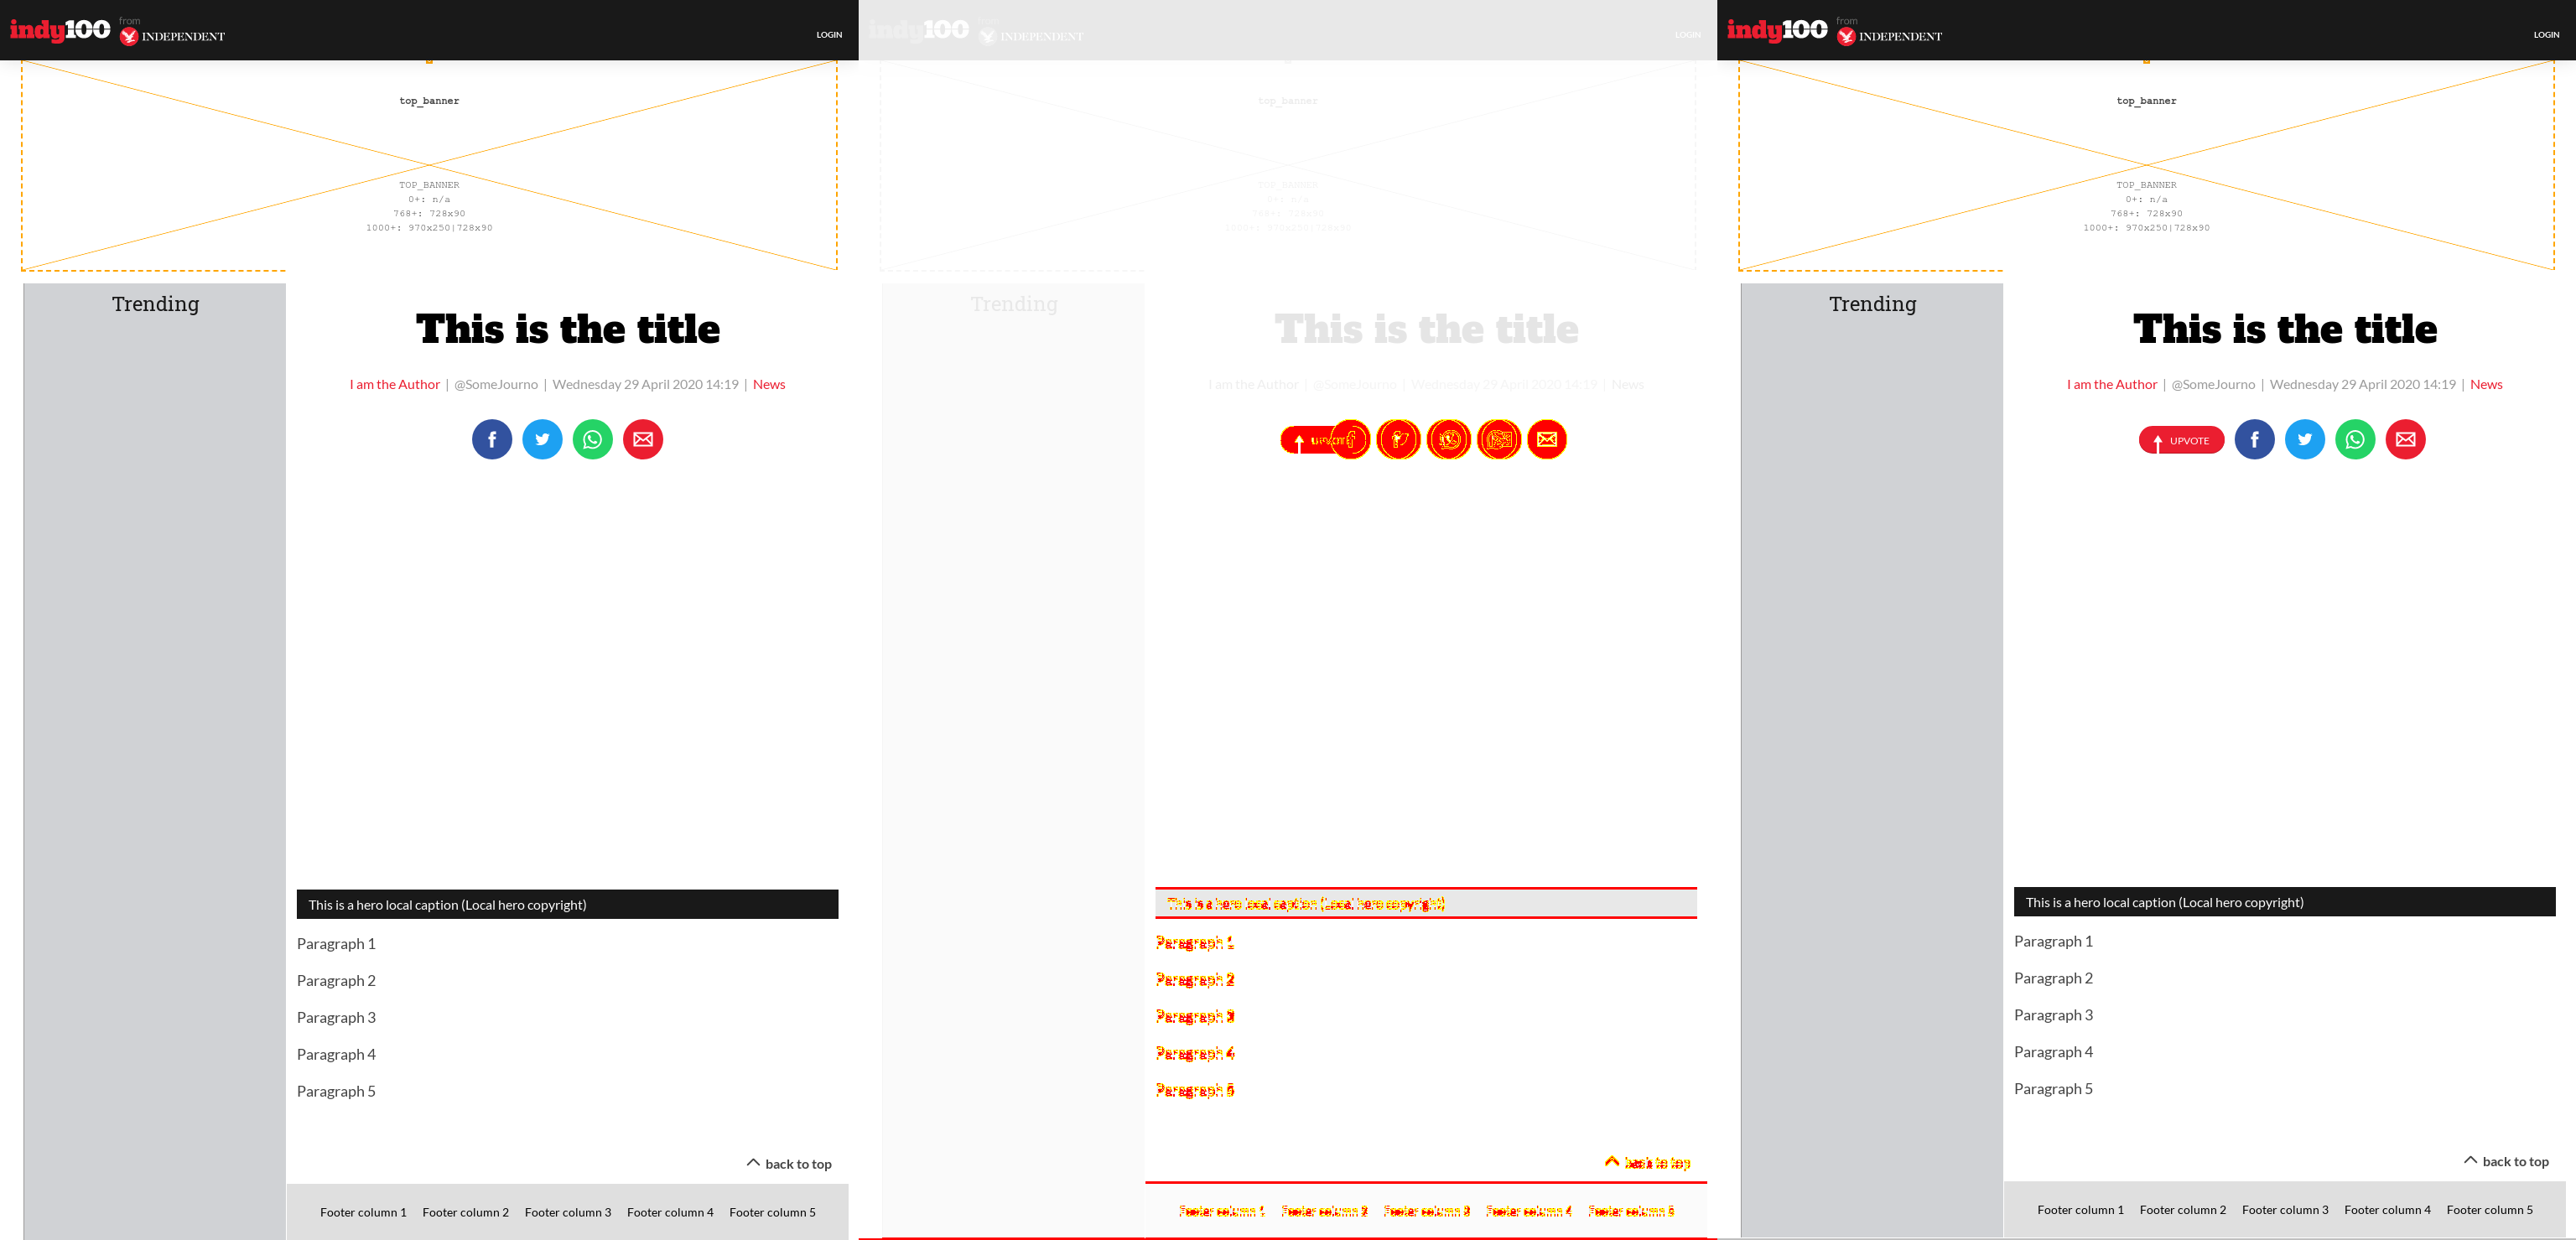 indy100 from
INDEPENDENT
LOGIN
top_banner
TOP_BANNER
0+: n/a
768+: 728x90
1000+: 970x250|728x90
Trending
This is the title
I am the Author | @SomeJourno | Wednesday 29 April 2020 14:19 | News
This is a hero local caption (Local hero copyright)
Paragraph 1
Paragraph 2
Paragraph 3
Paragraph 4
Paragraph 5
back to top
Footer column 1 Footer column 2 Footer column 3 Footer column 4 Footer column 5
indy100
INDEPENDENT
LOGIN
top_banner
TOP_BANNER
0+: n/a
768+: 728x90
1000+: 970x250|728x90
Trending
This is the title
I am the Author | @SomeJourno | Wednesday 29 April 2020 14:19 | News
This is a hero local caption (Local hero copyright)
Paragraph 1
Paragraph 2
Paragraph 3
Paragraph 4
Paragraph 5
back to top
Footer column 1 Footer column 2 Footer column 3 Footer column 4 Footer column 5
indy100 from
INDEPENDENT
LOGIN
top_banner
TOP_BANNER
0+: n/a
768+: 728x90
1000+: 970x250|728x90
Trending
This is the title
I am the Author | @SomeJourno | Wednesday 29 April 2020 14:19 | News
UPVOTE
This is a hero local caption (Local hero copyright)
Paragraph 1
Paragraph 2
Paragraph 3
Paragraph 4
Paragraph 5
back to top
Footer column 1 Footer column 2 Footer column 3 Footer column 4 Footer column 5